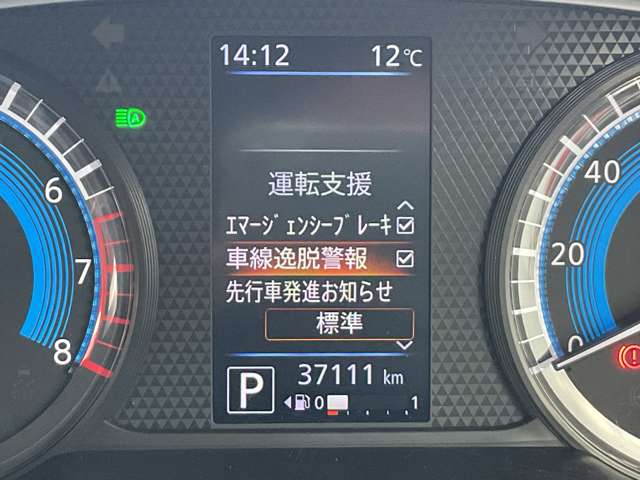 14:12 12℃
運転支援
ｴﾏｰｼﾞｪﾝｼｰﾌﾞﾚｰｷ
車線逸脱警報
先行車発進お知らせ
標準
P 37111 km
0 1
6
7
8
40
20
0
A